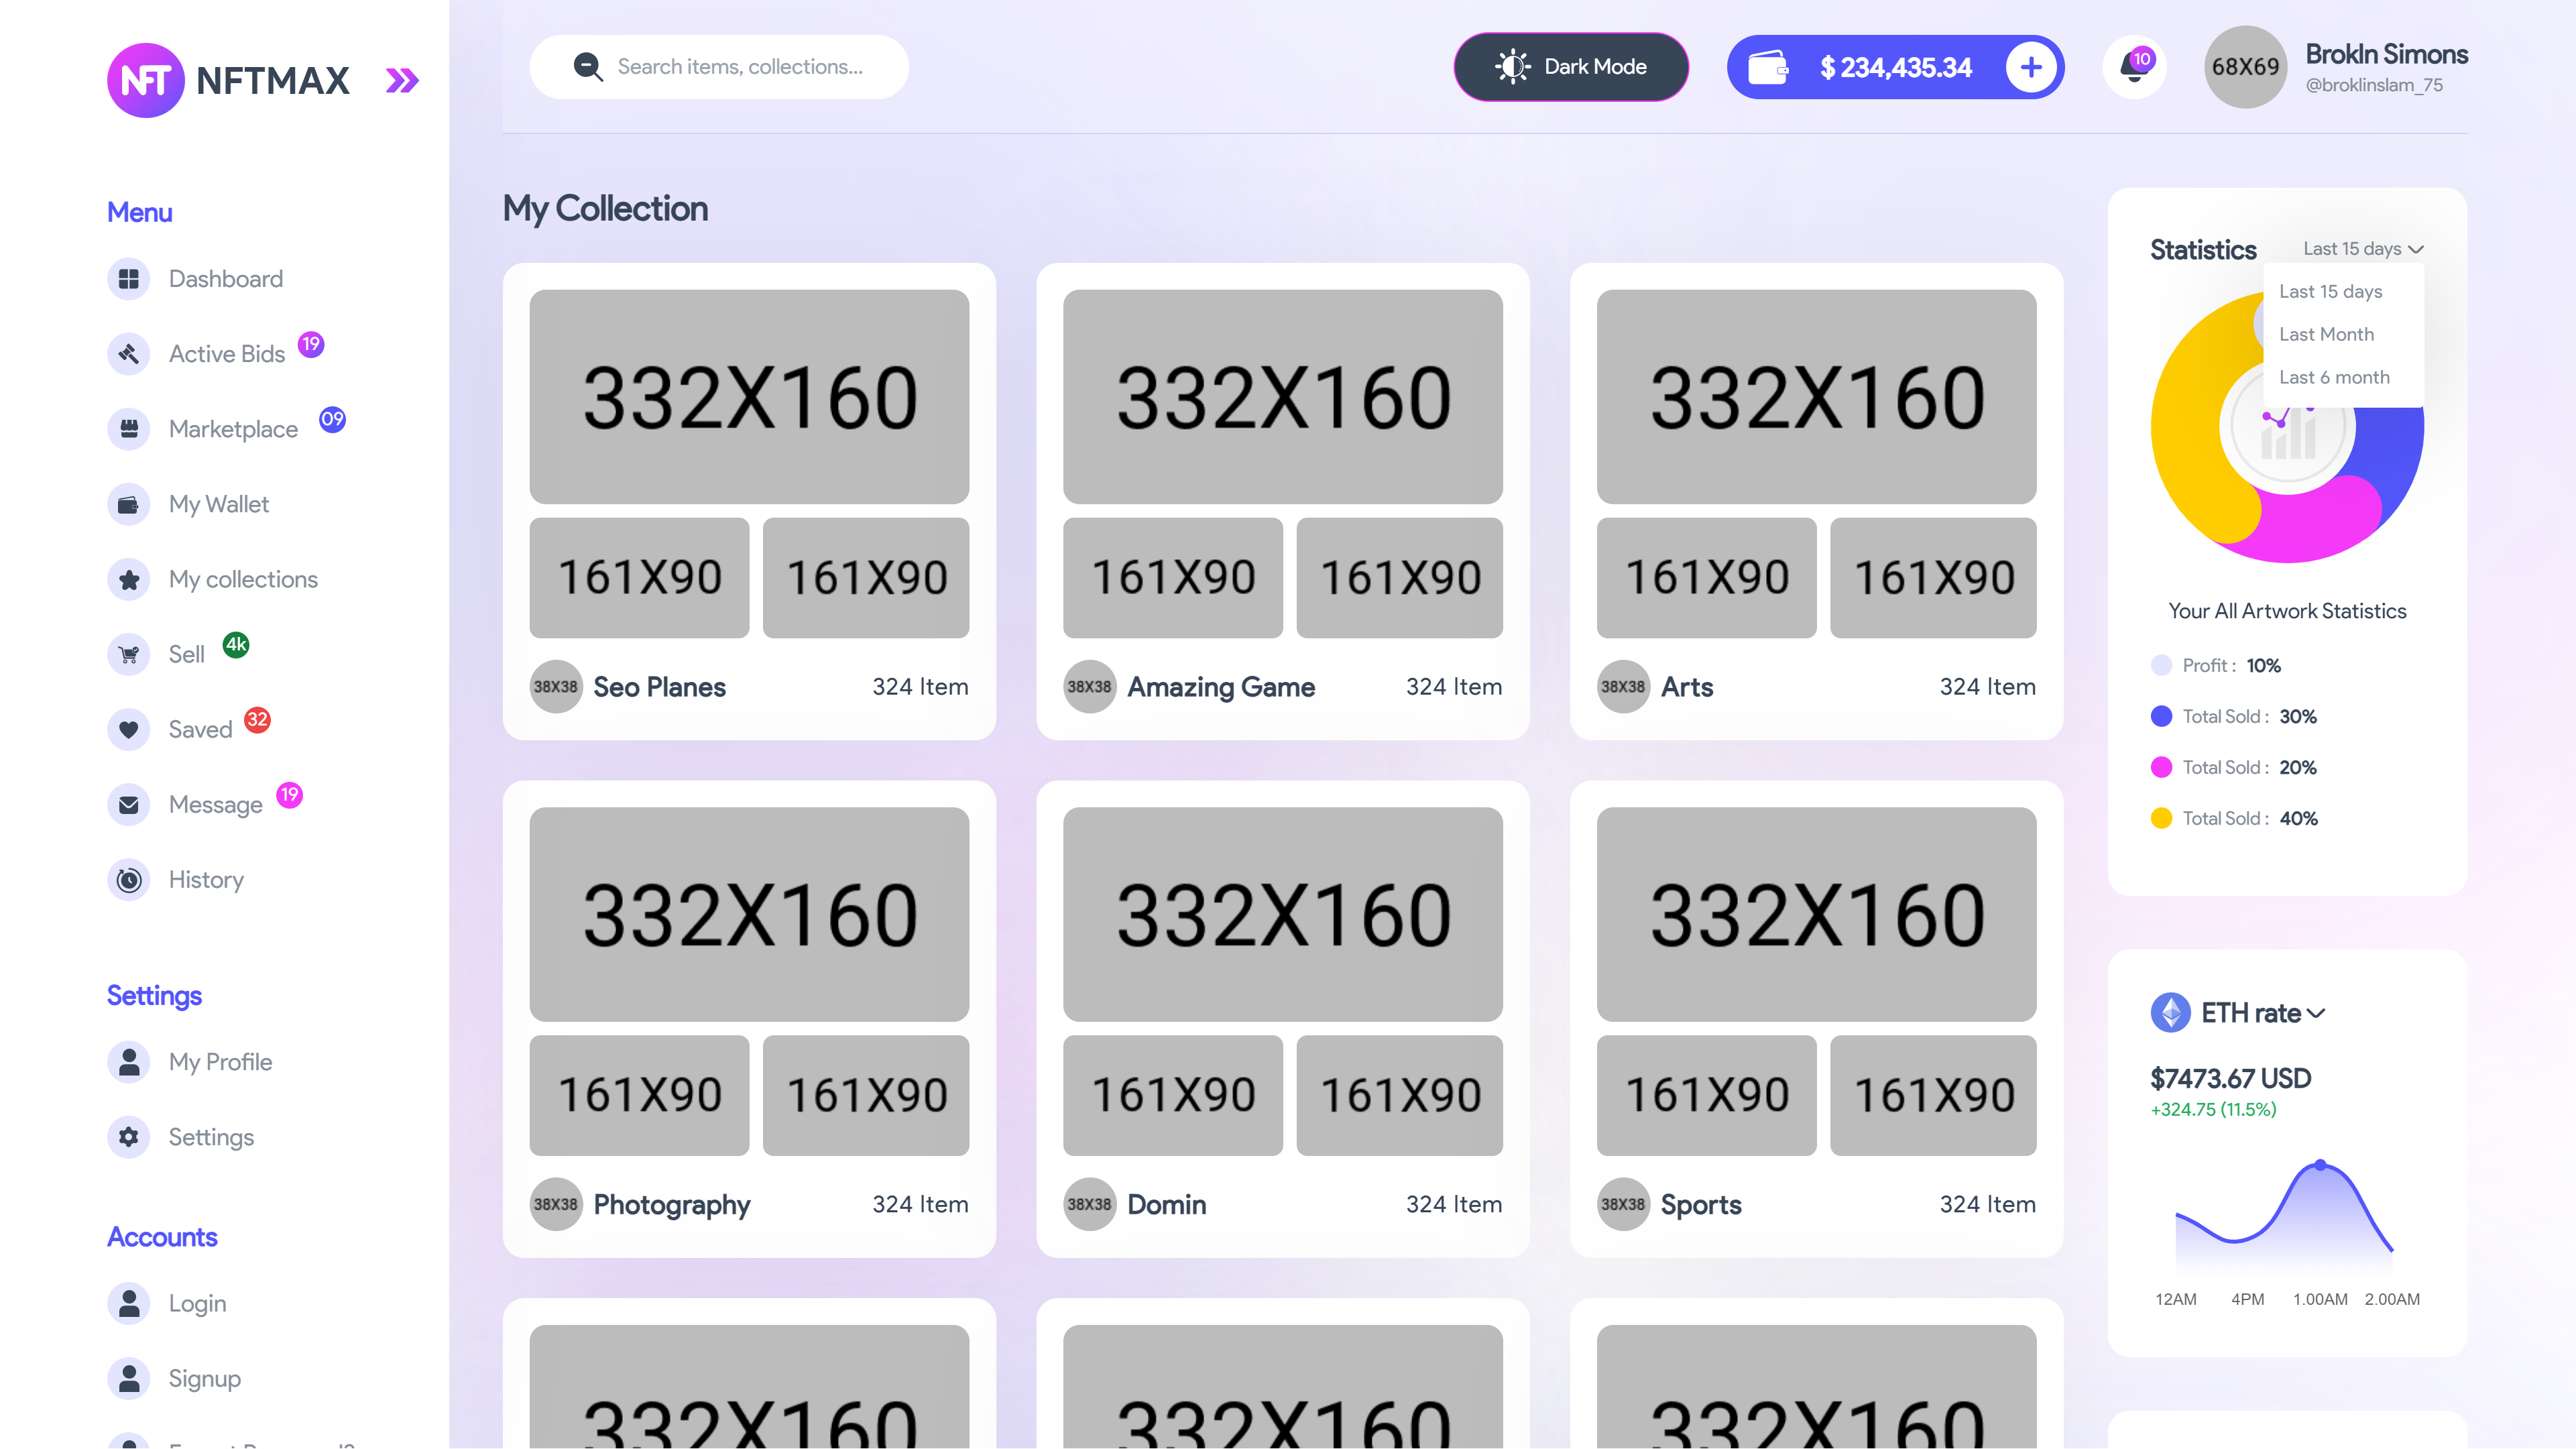 NFT NFTMAX
Menu
Dashboard
Active Bids 19
Marketplace 09
My Wallet
My collections
Sell 4k
Saved 32
Message 19
History
Settings
My Profile
Settings
Accounts
Login
Signup
Search items, collections...
Dark Mode
$ 234,435.34
10
68X69
Brokln Simons
@broklinslam_75
My Collection
332X160
161X90 161X90
38X38 Seo Planes 324 Item
332X160
161X90 161X90
38X38 Amazing Game 324 Item
332X160
161X90 161X90
38X38 Arts 324 Item
332X160
161X90 161X90
38X38 Photography 324 Item
332X160
161X90 161X90
38X38 Domin 324 Item
332X160
161X90 161X90
38X38 Sports 324 Item
332X160
332X160
332X160
Statistics Last 15 days
Last 15 days
Last Month
Last 6 month
Your All Artwork Statistics
Profit : 10%
Total Sold : 30%
Total Sold : 20%
Total Sold : 40%
ETH rate
$7473.67 USD
+324.75 (11.5%)
12AM 4PM 1.00AM 2.00AM